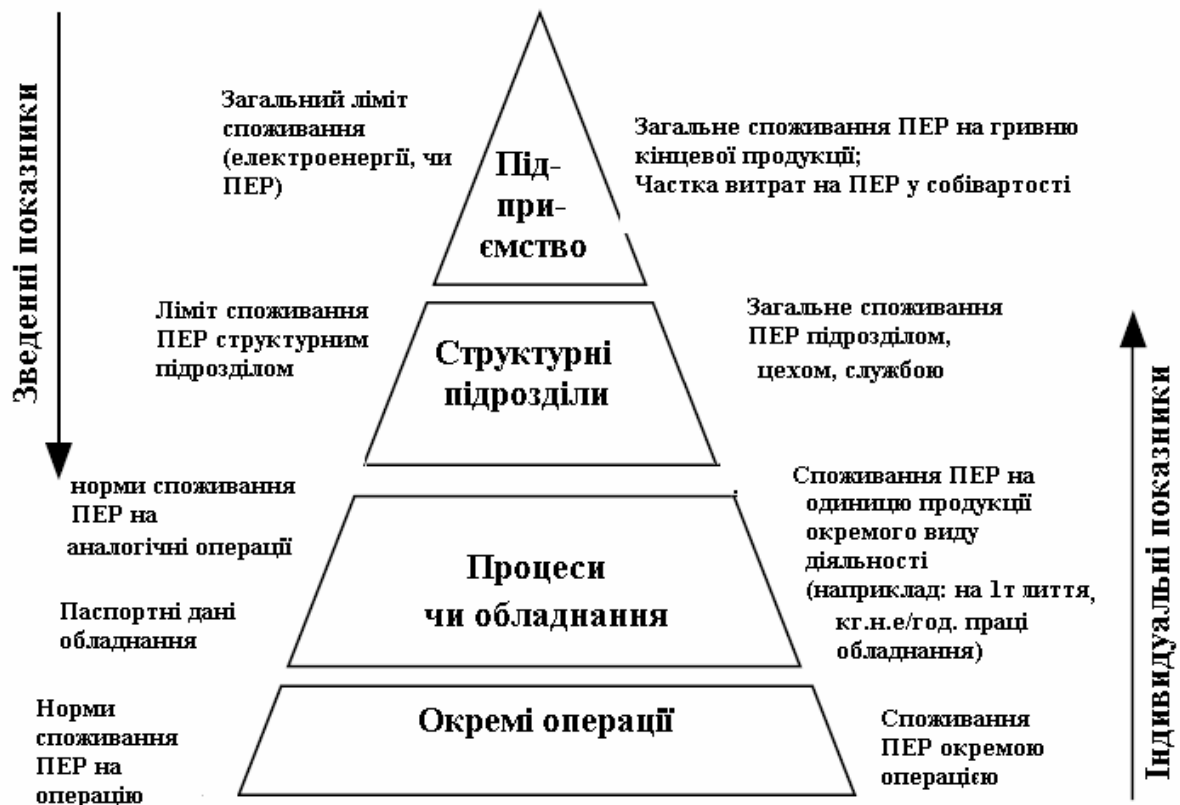 Зведенні показники
Загальний ліміт
споживання
(електроенергії, чи
ПЕР)
Під-
при-
ємство
Загальне споживання ПЕР на гривню
кінцевої продукції;
Частка витрат на ПЕР у собівартості
Ліміт споживання
ПЕР структурним
підрозділом
Структурні
підрозділи
Загальне споживання
ПЕР підрозділом,
цехом, службою
норми споживання
ПЕР на
аналогічні операції
Паспортні дані
обладнання
Процеси
чи обладнання
Споживання ПЕР на
одиницю продукції
окремого виду
діяльності
(наприклад: на 1т лиття,
кг.н.е/год. праці
обладнання)
Норми
споживання
ПЕР на
операцію
Окремі операції
Споживання
ПЕР окремою
операцією
Індивидуальні показники